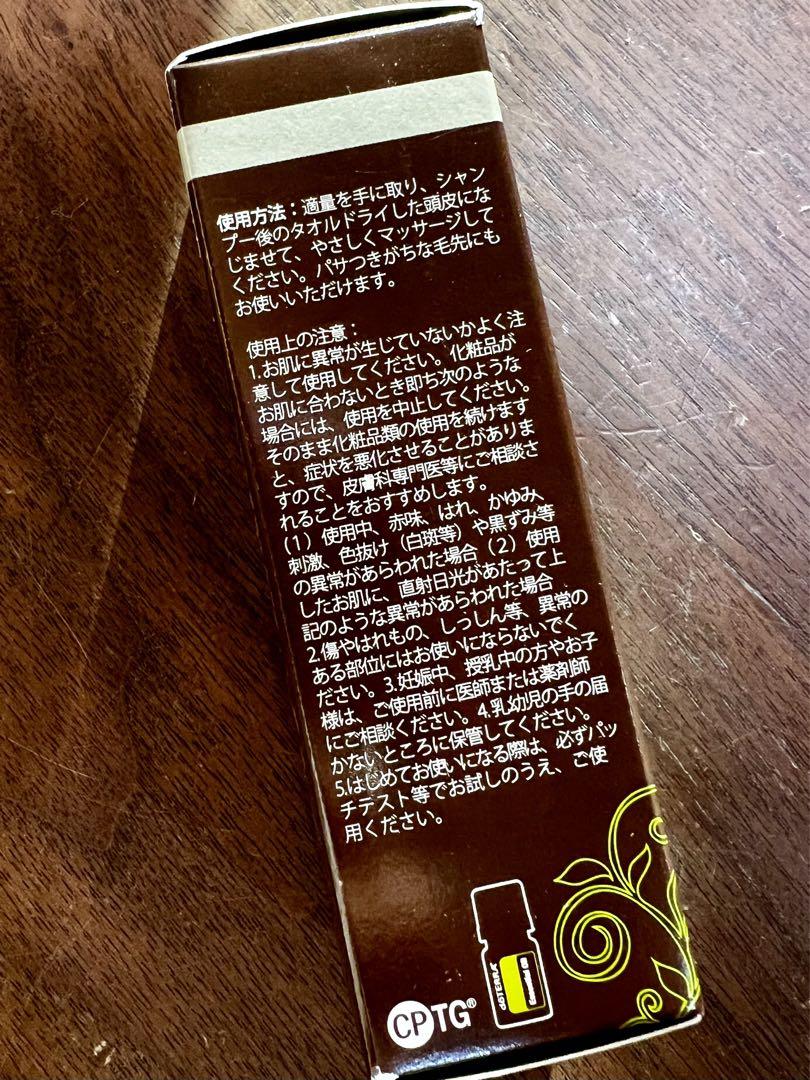 使用方法：適量を手に取り、シャン
プー後のタオルドライした頭皮にな
じませて、やさしくマッサージして
ください。パサつきがちな毛先にも
お使いいただけます。
使用上の注意：
1.お肌に異常が生じていないかよく注
意して使用してください。化粧品が
お肌に合わないとき即ち次のような
場合には、使用を中止してください。
そのまま化粧品類の使用を続けます
と、症状を悪化させることがありま
すので、皮膚科専門医等にご相談さ
れることをおすすめします。
（1）使用中、赤味、はれ、かゆみ、
刺激、色抜け（白斑等）や黒ずみ等
の異常があらわれた場合（2）使用
したお肌に、直射日光があたって上
記のような異常があらわれた場合
2.傷やはれもの、しっしん等、異常の
ある部位にはお使いにならないでく
ださい。3.妊娠中、授乳中の方やお子
様は、ご使用前に医師または薬剤師
にご相談ください。4.乳幼児の手の届
かないところに保管してください。
5.はじめてお使いになる際は、必ずパッ
チテスト等でお試しのうえ、ご使
用ください。
CPTG®
dōTERRA
Essential Oil